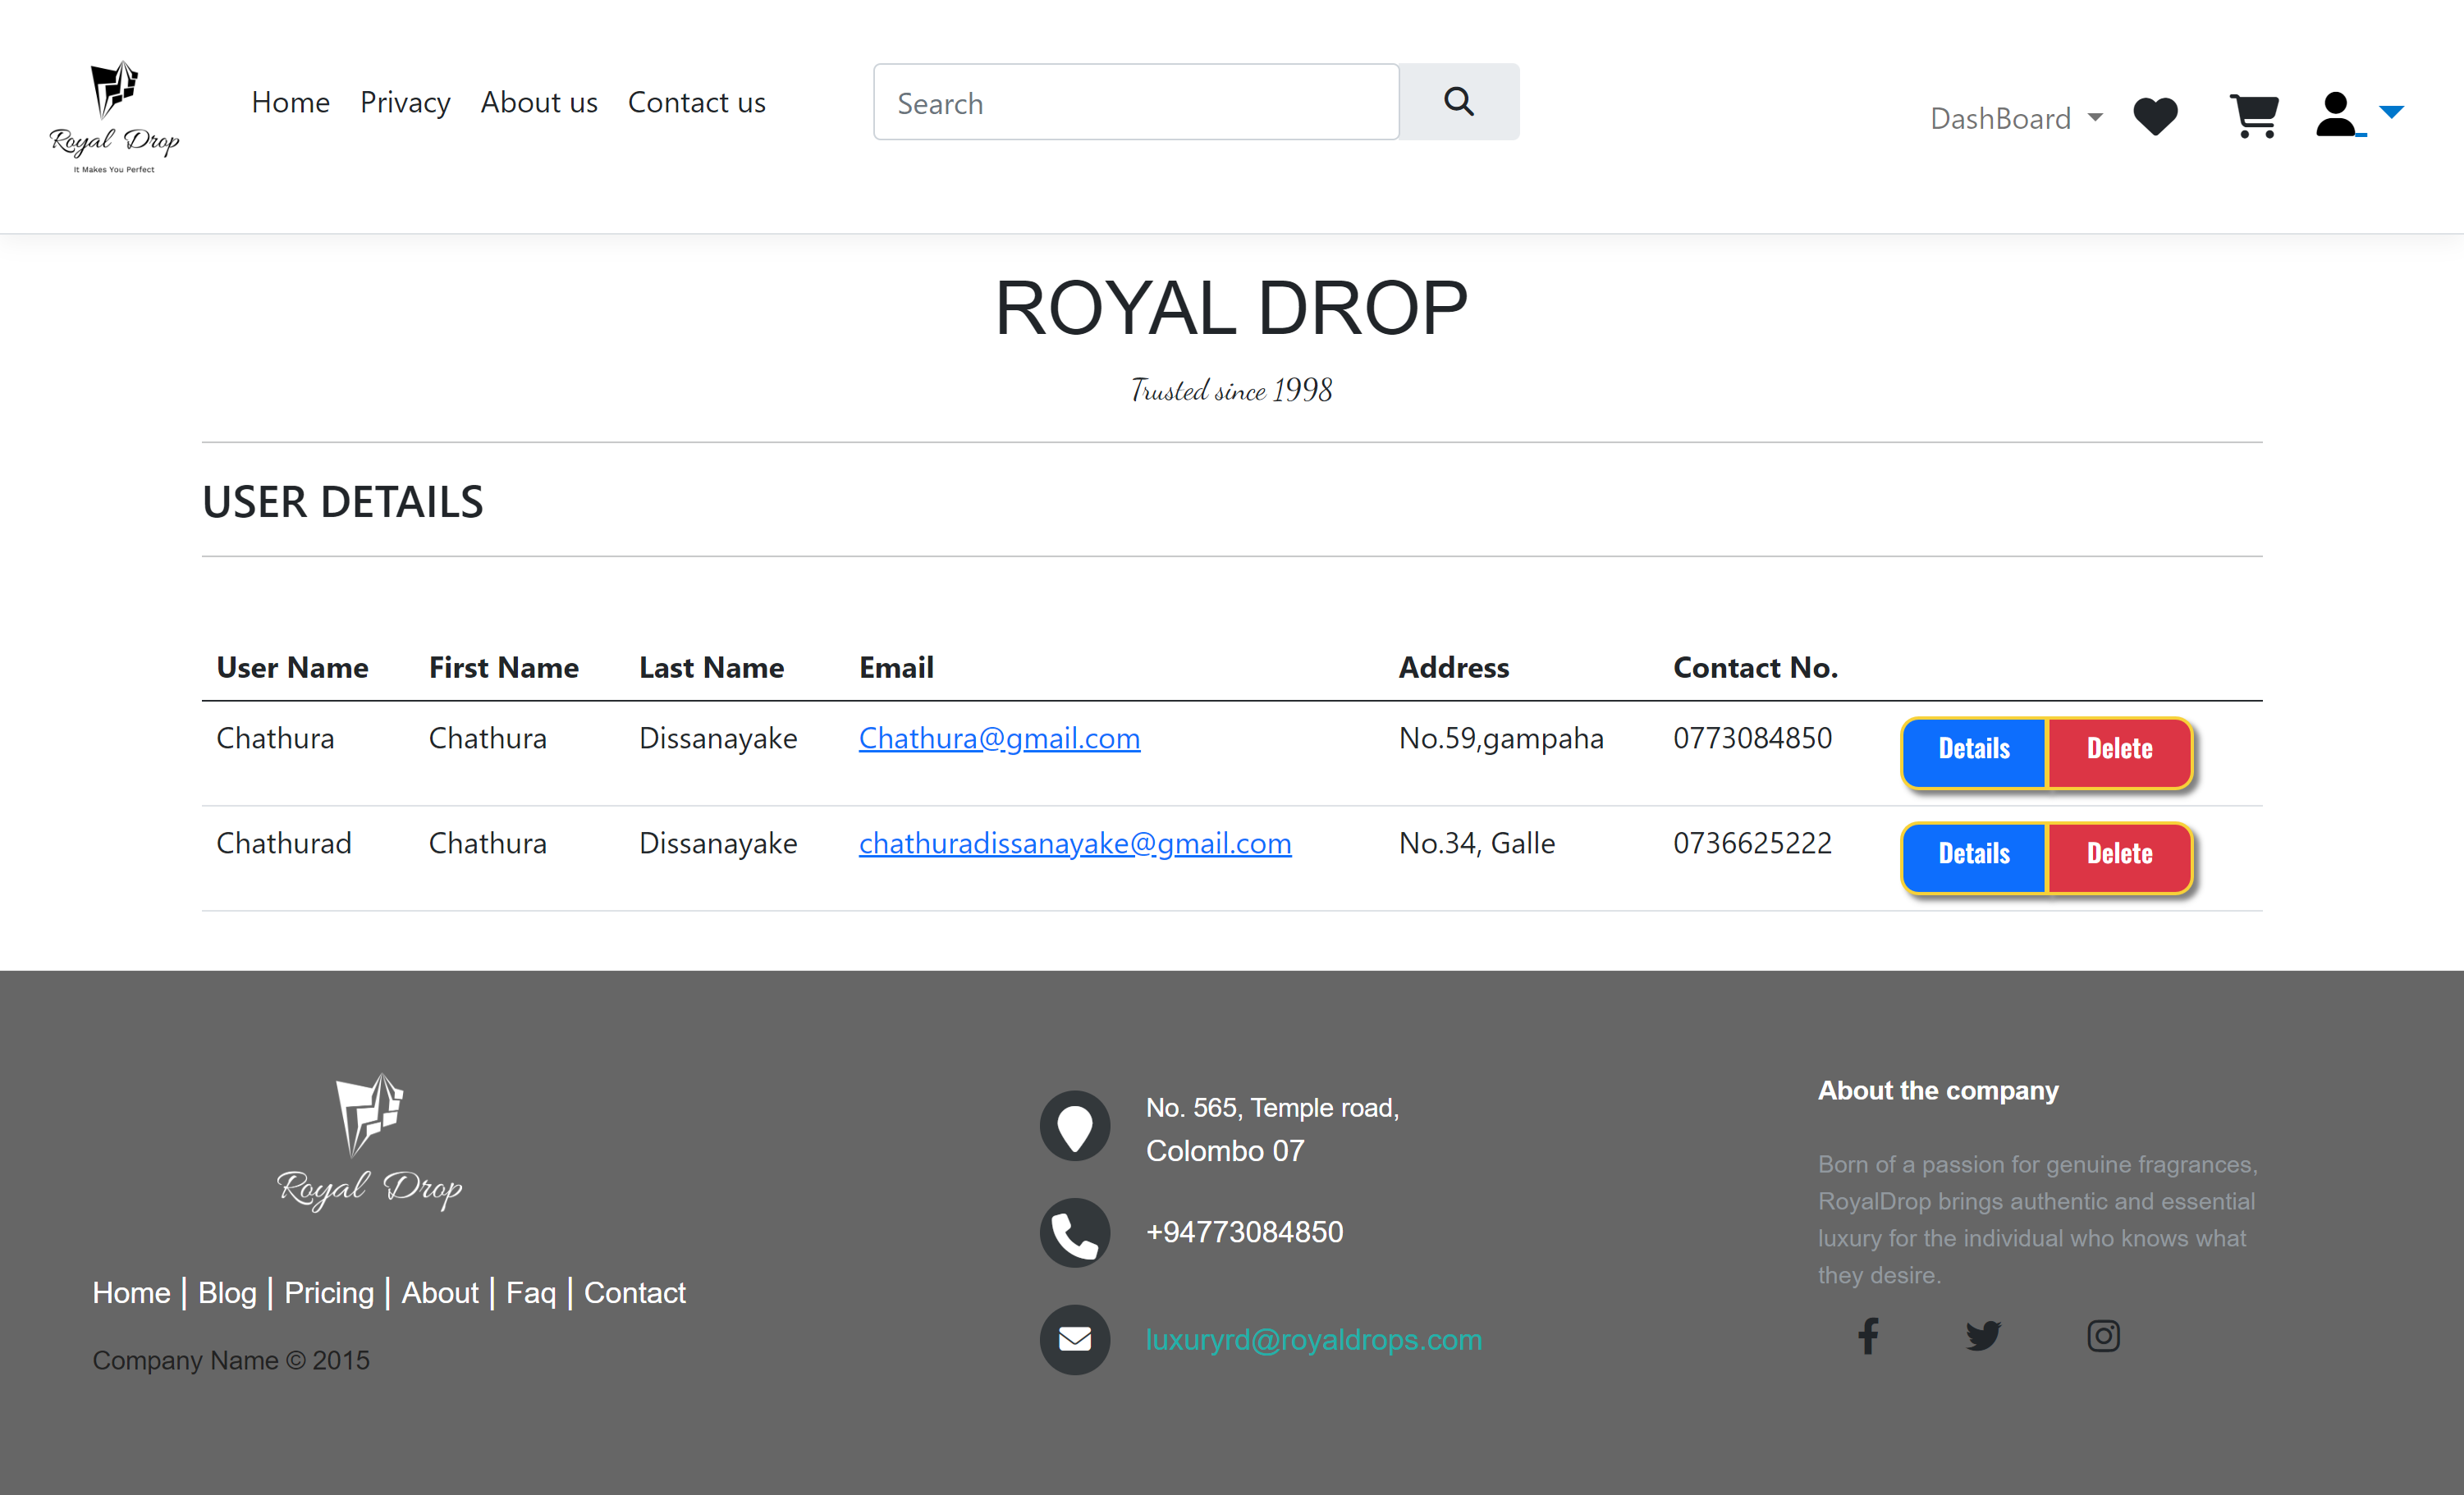 Royal Drop
It Makes You Perfect
Home Privacy About us Contact us
Search
DashBoard
ROYAL DROP
Trusted since 1998
USER DETAILS
User Name First Name Last Name Email Address Contact No.
Chathura Chathura Dissanayake Chathura@gmail.com No.59,gampaha 0773084850 Details Delete
Chathurad Chathura Dissanayake chathuradissanayake@gmail.com No.34, Galle 0736625222 Details Delete
Royal Drop
Home | Blog | Pricing | About | Faq | Contact
Company Name © 2015
No. 565, Temple road,
Colombo 07
+94773084850
luxuryrd@royaldrops.com
About the company
Born of a passion for genuine fragrances,
RoyalDrop brings authentic and essential
luxury for the individual who knows what
they desire.